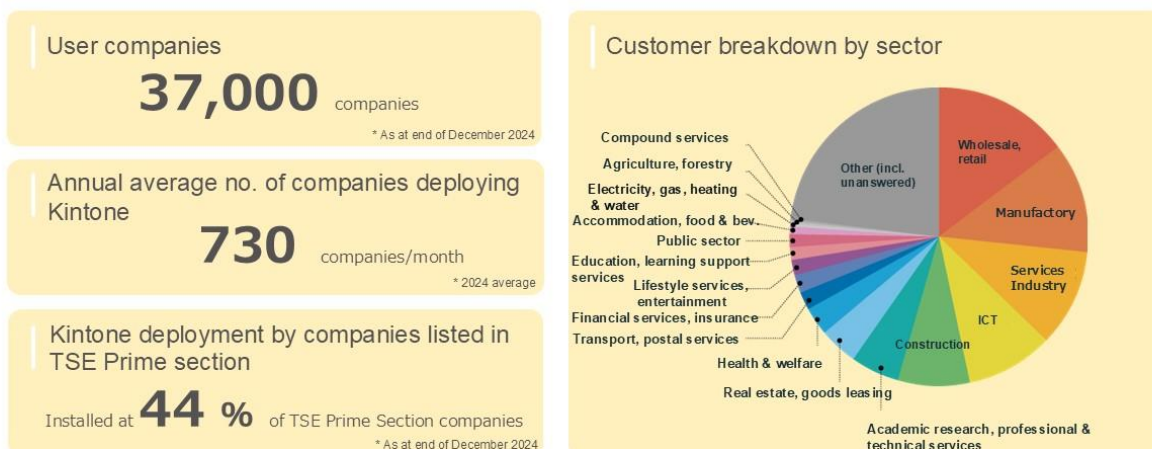 User companies
37,000 companies
* As at end of December 2024
Annual average no. of companies deploying
Kintone
730 companies/month
* 2024 average
Kintone deployment by companies listed in
TSE Prime section
Installed at 44 % of TSE Prime Section companies
* As at end of December 2024
Customer breakdown by sector
Wholesale,
retail
Manufactory
Services
Industry
ICT
Construction
Academic research, professional &
technical services
Real estate, goods leasing
Health & welfare
Transport, postal services
Financial services, insurance
Lifestyle services,
entertainment
Education, learning support
services
Public sector
Accommodation, food & bev.
Electricity, gas, heating
& water
Agriculture, forestry
Compound services
Other (incl.
unanswered)